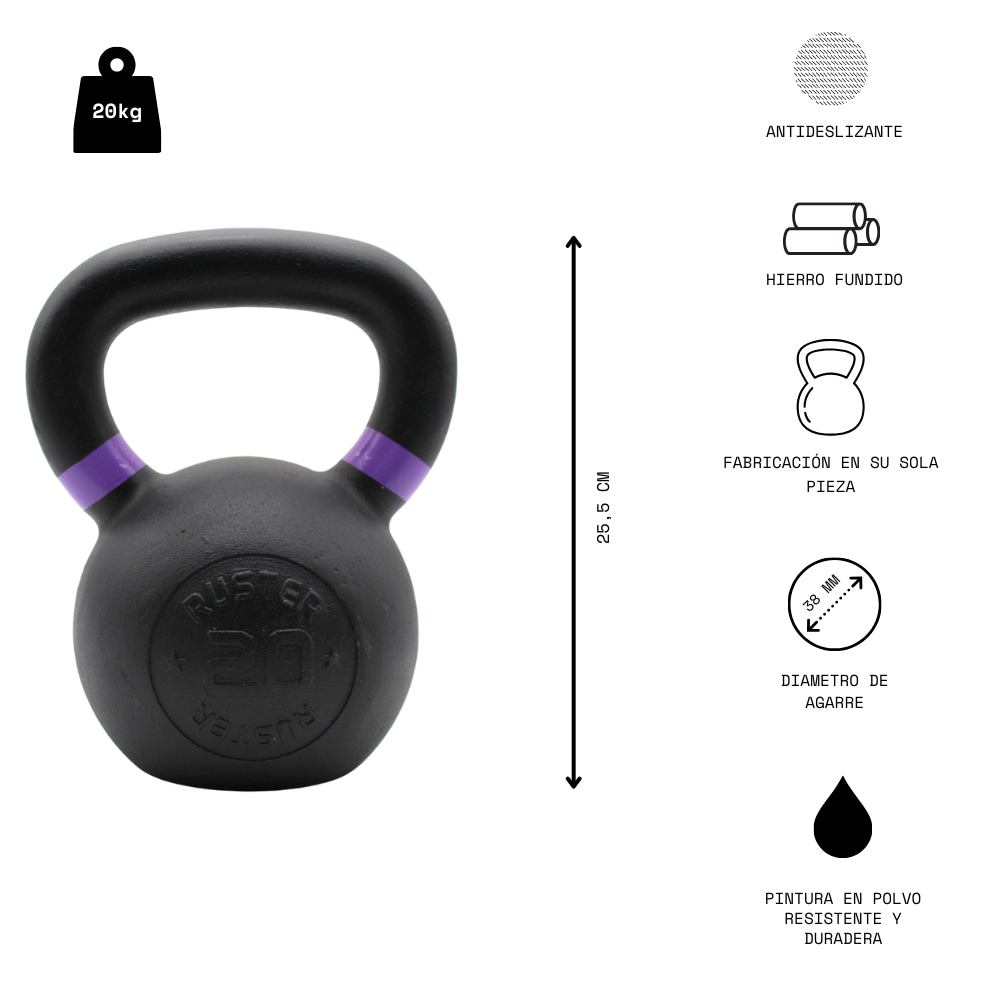 20kg
RUSTER
20
RUSTER
25,5 CM
ANTIDESLIZANTE
HIERRO FUNDIDO
FABRICACIÓN EN SU SOLA
PIEZA
38 MM
DIAMETRO DE
AGARRE
PINTURA EN POLVO
RESISTENTE Y
DURADERA